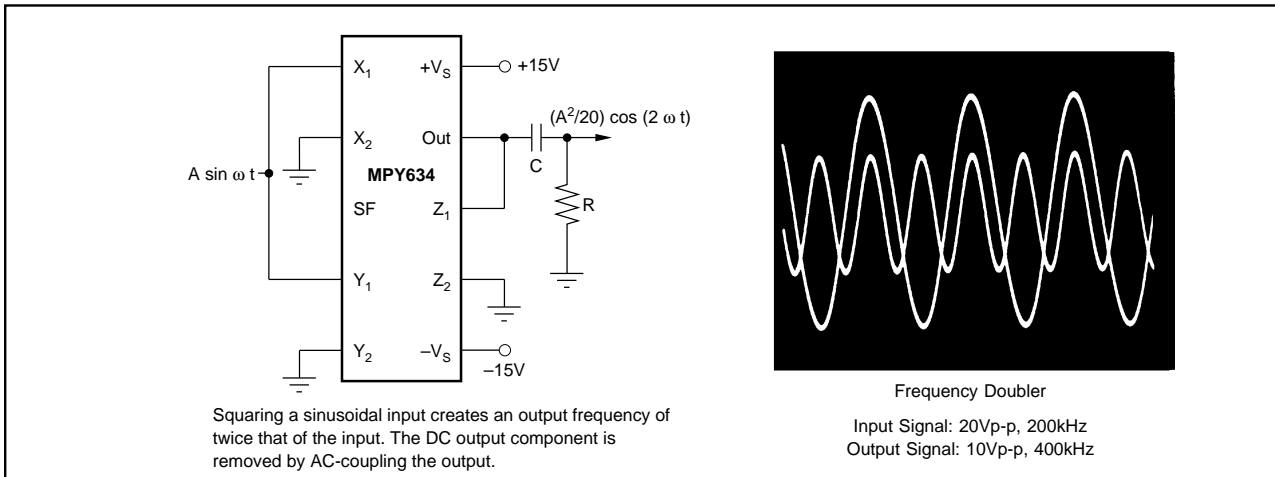 X₁
+V_S
+15V
X₂
Out
(A²/20) cos (2 ω t)
C
A sin ω t
MPY634
SF
Z₁
R
Y₁
Z₂
Y₂
–V_S
–15V
Squaring a sinusoidal input creates an output frequency of
twice that of the input. The DC output component is
removed by AC-coupling the output.
Frequency Doubler
Input Signal: 20Vp-p, 200kHz
Output Signal: 10Vp-p, 400kHz